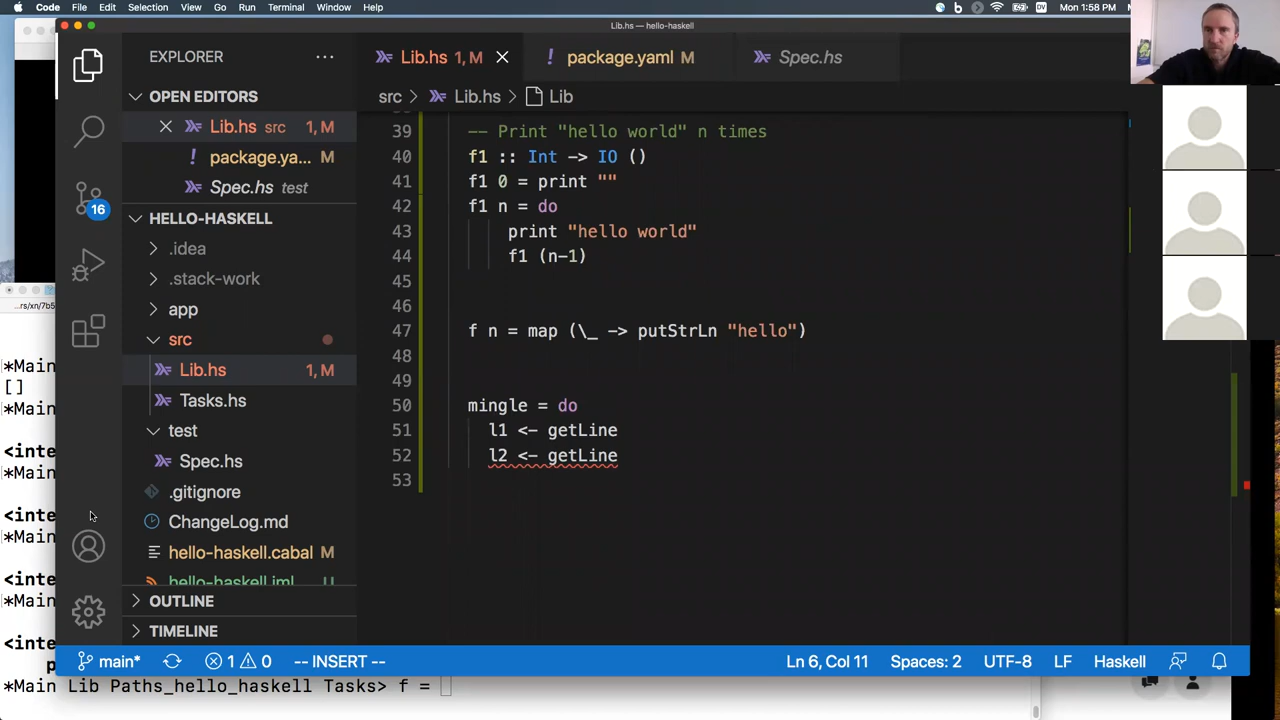 Code File Edit Selection View Go Run Terminal Window Help
1:58 PM
Lib.hs — hello-haskell
EXPLORER
Lib.hs 1, M
package.yaml M
Spec.hs
OPEN EDITORS
src > Lib.hs > Lib
Lib.hs src 1, M
package.ya... M
Spec.hs test
16
HELLO-HASKELL
.idea
.stack-work
app
src
Lib.hs 1, M
Tasks.hs
test
Spec.hs
.gitignore
ChangeLog.md
hello-haskell.cabal M
hello-haskell.iml U
OUTLINE
TIMELINE
39 -- Print "hello world" n times
40 f1 :: Int -> IO ()
41 f1 0 = print ""
42 f1 n = do
43 print "hello world"
44 f1 (n-1)
45
46
47 f n = map (\_ -> putStrLn "hello")
48
49
50 mingle = do
51 l1 <- getLine
52 l2 <- getLine
53
main* 1 0 -- INSERT -- Ln 6, Col 11 Spaces: 2 UTF-8 LF Haskell
*Main
[]
*Main
<inte
*Main
<inte
*Main
<inte
*Main
<inte
p
*Main Lib Paths_hello_haskell Tasks> f =